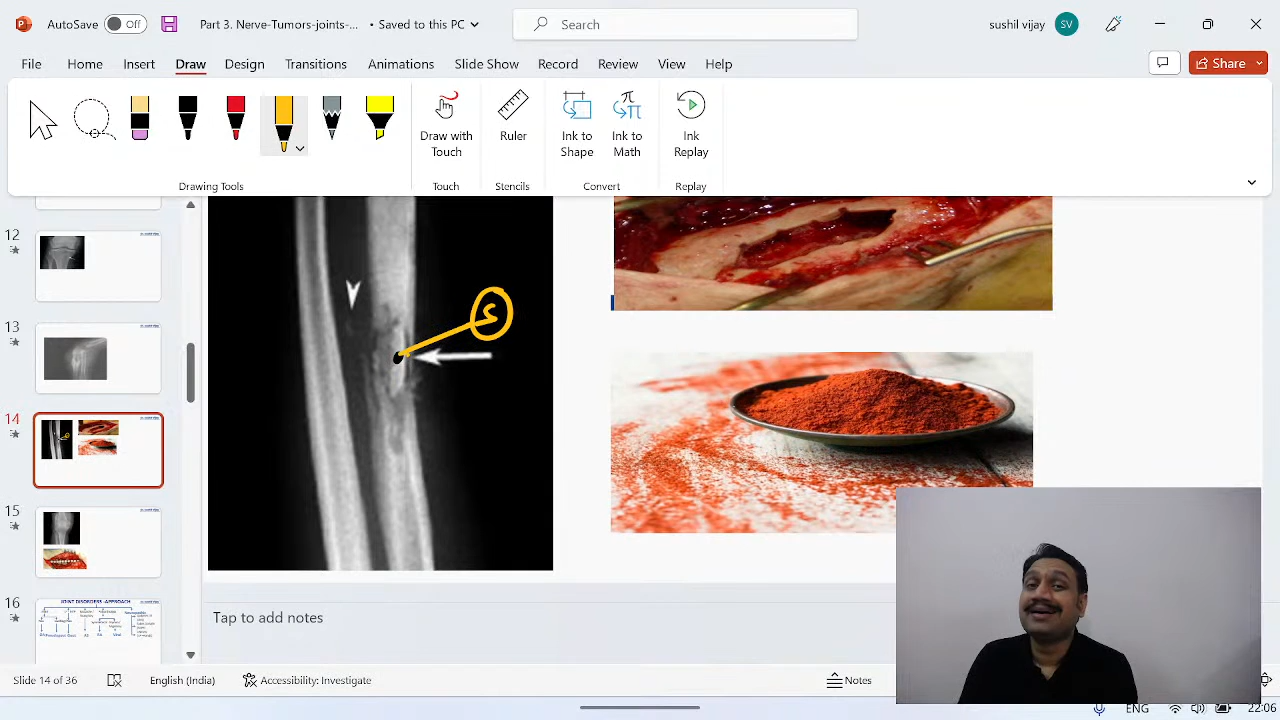 AutoSave Off Part 3. Nerve-Tumors-joints-... • Saved to this PC Search sushil vijay SV
File Home Insert Draw Design Transitions Animations Slide Show Record Review View Help Share
Draw with Touch
Ruler
Ink to Shape
Ink to Math
Ink Replay
Drawing Tools Touch Stencils Convert Replay
12
13
14
15
16
JOINT DISORDERS-APPROACH
S
Tap to add notes
Slide 14 of 36 English (India) Accessibility: Investigate Notes
ENG 22:06